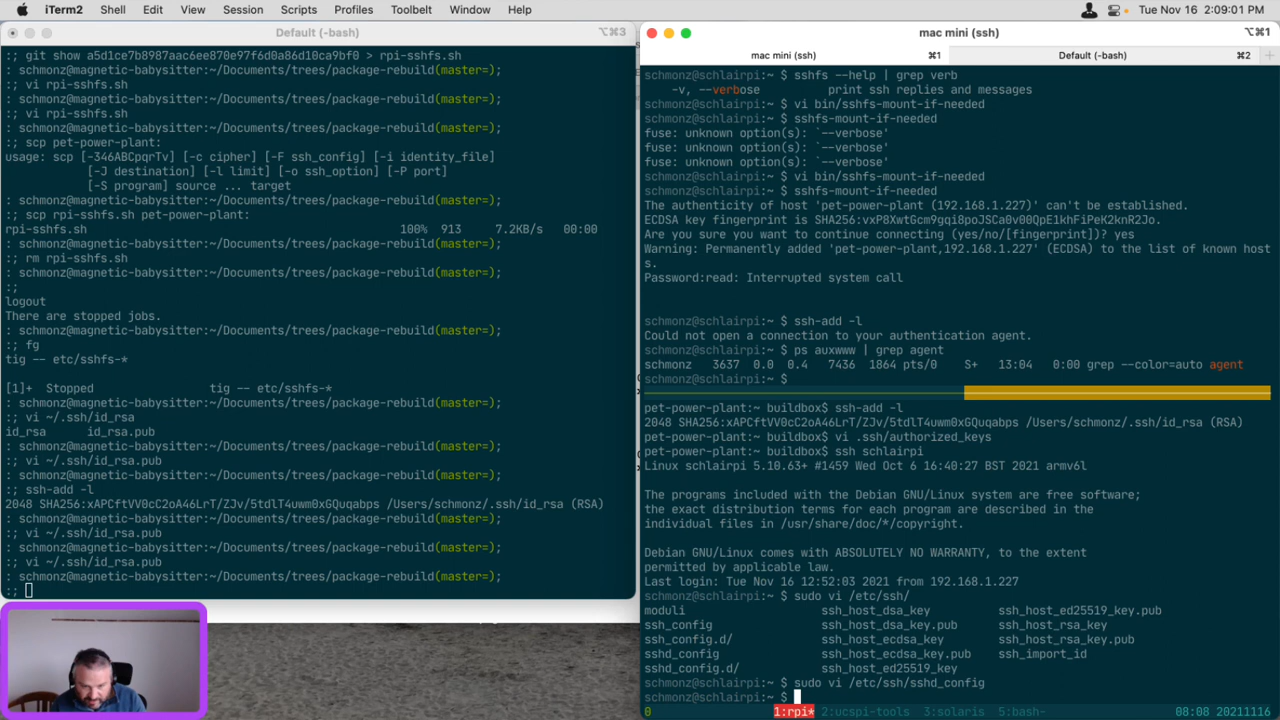 iTerm2 Shell Edit View Session Scripts Profiles Toolbelt Window Help Tue Nov 16 2:09:01 PM
Default (-bash) ⌥⌘3
:; git show a5d1ce7b8987aac6ee870e97f6d0a86d10ca9bf0 > rpi-sshfs.sh
: schmonz@magnetic-babysitter:~/Documents/trees/package-rebuild(master=);
:; vi rpi-sshfs.sh
: schmonz@magnetic-babysitter:~/Documents/trees/package-rebuild(master=);
:; vi rpi-sshfs.sh
: schmonz@magnetic-babysitter:~/Documents/trees/package-rebuild(master=);
:; scp pet-power-plant:
usage: scp [-346ABCpqrTv] [-c cipher] [-F ssh_config] [-i identity_file]
[-J destination] [-l limit] [-o ssh_option] [-P port]
[-S program] source ... target
: schmonz@magnetic-babysitter:~/Documents/trees/package-rebuild(master=);
:; scp rpi-sshfs.sh pet-power-plant:
rpi-sshfs.sh 100% 913 7.2KB/s 00:00
: schmonz@magnetic-babysitter:~/Documents/trees/package-rebuild(master=);
:; rm rpi-sshfs.sh
: schmonz@magnetic-babysitter:~/Documents/trees/package-rebuild(master=);
:;
logout
There are stopped jobs.
: schmonz@magnetic-babysitter:~/Documents/trees/package-rebuild(master=);
:; fg
tig -- etc/sshfs-*
[1]+ Stopped tig -- etc/sshfs-*
: schmonz@magnetic-babysitter:~/Documents/trees/package-rebuild(master=);
:; vi ~/.ssh/id_rsa
id_rsa id_rsa.pub
: schmonz@magnetic-babysitter:~/Documents/trees/package-rebuild(master=);
:; vi ~/.ssh/id_rsa.pub
: schmonz@magnetic-babysitter:~/Documents/trees/package-rebuild(master=);
:; ssh-add -l
2048 SHA256:xAPCftVV0cC2oA46LrT/ZJv/5tdlT4uwm0xGQuqabps /Users/schmonz/.ssh/id_rsa (RSA)
: schmonz@magnetic-babysitter:~/Documents/trees/package-rebuild(master=);
:; vi ~/.ssh/id_rsa.pub
: schmonz@magnetic-babysitter:~/Documents/trees/package-rebuild(master=);
:; vi ~/.ssh/id_rsa.pub
: schmonz@magnetic-babysitter:~/Documents/trees/package-rebuild(master=);
:;
mac mini (ssh) ⌥⌘1
mac mini (ssh) ⌘1 Default (-bash) ⌘2
schmonz@schlairpi:~ $ sshfs --help | grep verb
-v, --verbose print ssh replies and messages
schmonz@schlairpi:~ $ vi bin/sshfs-mount-if-needed
schmonz@schlairpi:~ $ sshfs-mount-if-needed
fuse: unknown option(s): `--verbose'
fuse: unknown option(s): `--verbose'
fuse: unknown option(s): `--verbose'
schmonz@schlairpi:~ $ vi bin/sshfs-mount-if-needed
schmonz@schlairpi:~ $ sshfs-mount-if-needed
The authenticity of host 'pet-power-plant (192.168.1.227)' can't be established.
ECDSA key fingerprint is SHA256:vxP8XwtGcm9gqi8poJSCa0v00QpE1khFiPeK2knR2Jo.
Are you sure you want to continue connecting (yes/no/[fingerprint])? yes
Warning: Permanently added 'pet-power-plant,192.168.1.227' (ECDSA) to the list of known host
s.
Password:read: Interrupted system call
schmonz@schlairpi:~ $ ssh-add -l
Could not open a connection to your authentication agent.
schmonz@schlairpi:~ $ ps auxwww | grep agent
schmonz 3637 0.0 0.4 7436 1864 pts/0 S+ 13:04 0:00 grep --color=auto agent
schmonz@schlairpi:~ $
pet-power-plant:~ buildbox$ ssh-add -l
2048 SHA256:xAPCftVV0cC2oA46LrT/ZJv/5tdlT4uwm0xGQuqabps /Users/schmonz/.ssh/id_rsa (RSA)
pet-power-plant:~ buildbox$ vi .ssh/authorized_keys
pet-power-plant:~ buildbox$ ssh schlairpi
Linux schlairpi 5.10.63+ #1459 Wed Oct 6 16:40:27 BST 2021 armv6l
The programs included with the Debian GNU/Linux system are free software;
the exact distribution terms for each program are described in the
individual files in /usr/share/doc/*/copyright.
Debian GNU/Linux comes with ABSOLUTELY NO WARRANTY, to the extent
permitted by applicable law.
Last login: Tue Nov 16 12:52:03 2021 from 192.168.1.227
schmonz@schlairpi:~ $ sudo vi /etc/ssh/
moduli ssh_host_dsa_key ssh_host_ed25519_key.pub
ssh_config ssh_host_dsa_key.pub ssh_host_rsa_key
ssh_config.d/ ssh_host_ecdsa_key ssh_host_rsa_key.pub
sshd_config ssh_host_ecdsa_key.pub ssh_import_id
sshd_config.d/ ssh_host_ed25519_key
schmonz@schlairpi:~ $ sudo vi /etc/ssh/sshd_config
schmonz@schlairpi:~ $
0 1:rpi* 2:ucspi-tools 3:solaris 5:bash- 08:08 20211116